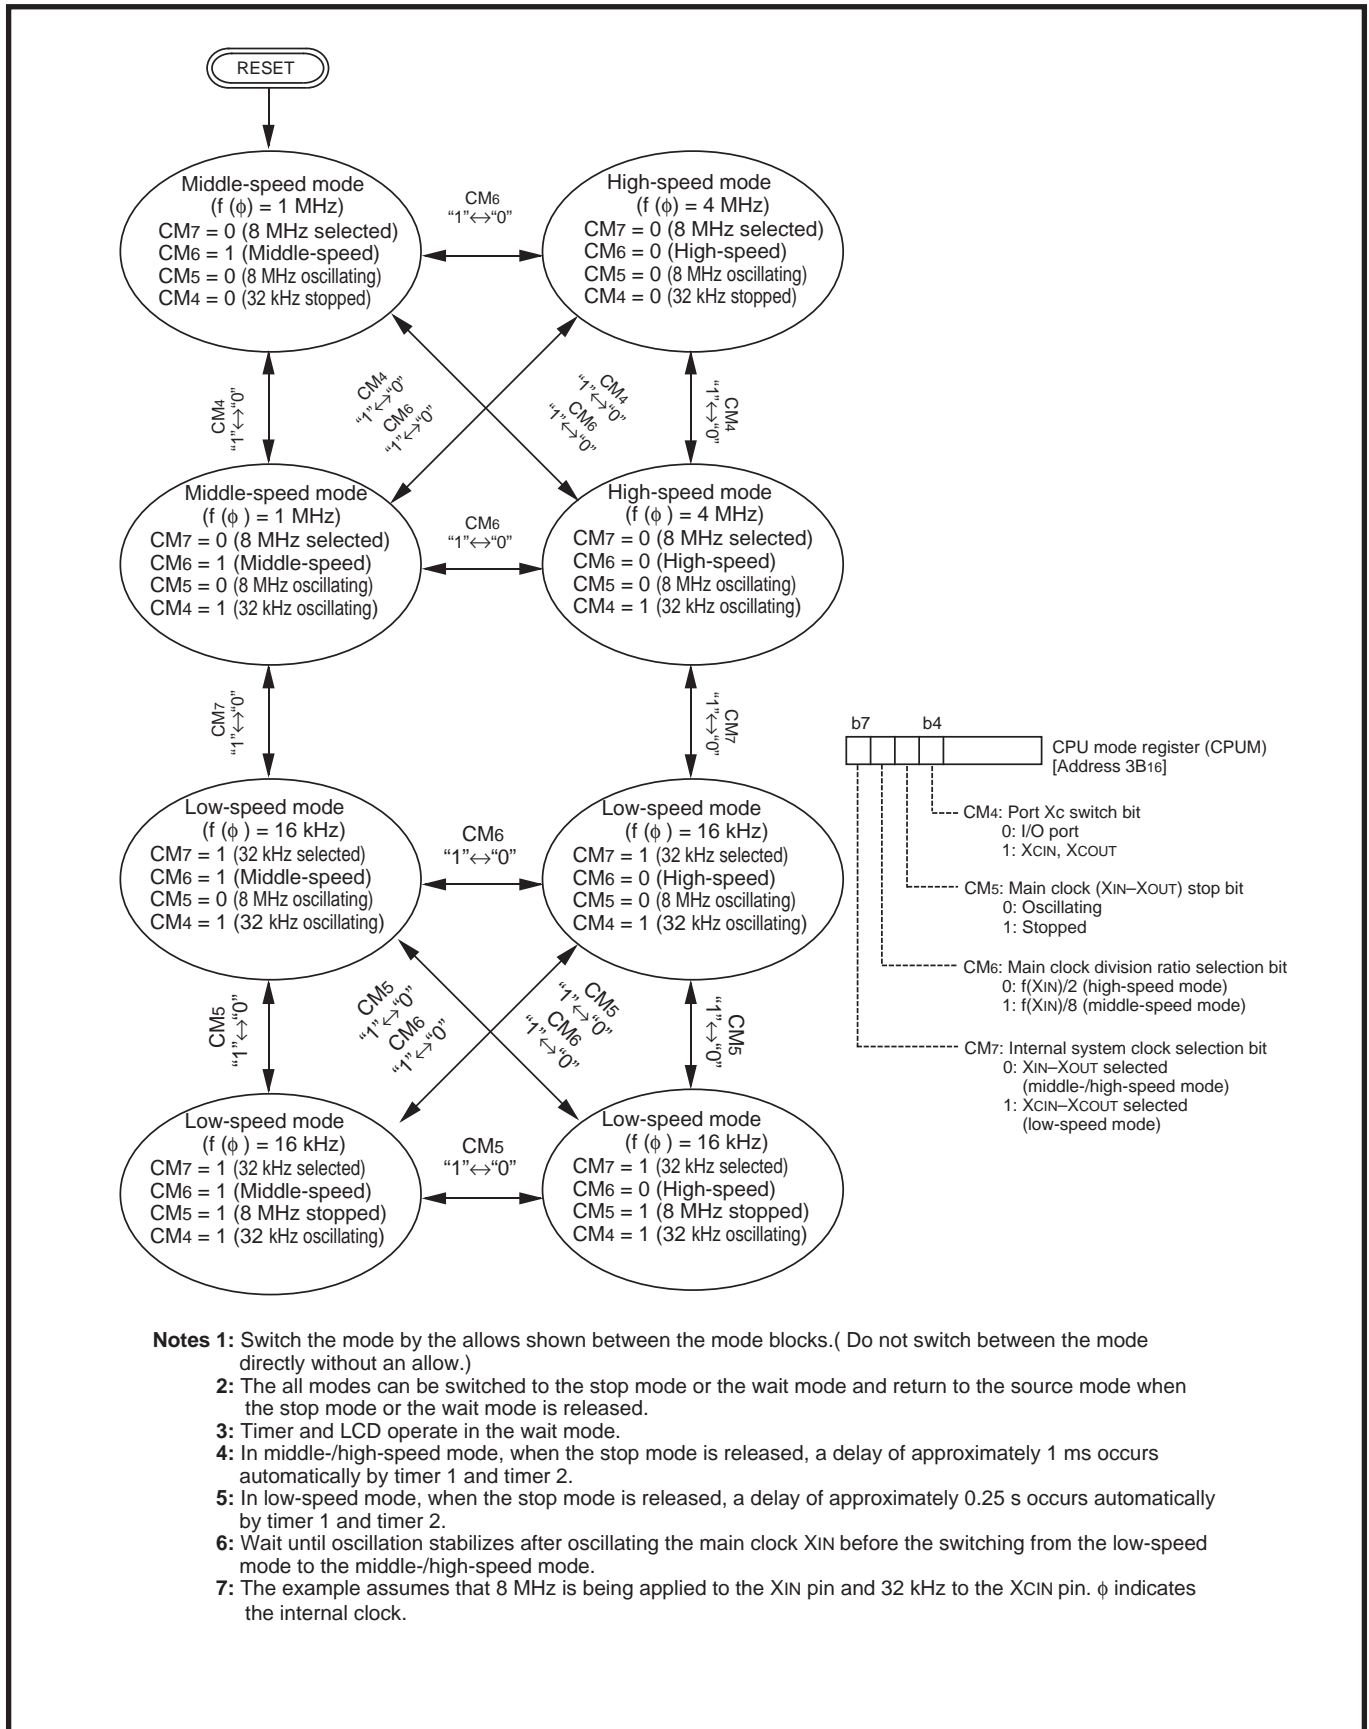 RESET
Middle-speed mode
(f (ϕ) = 1 MHz)
CM7 = 0 (8 MHz selected)
CM6 = 1 (Middle-speed)
CM5 = 0 (8 MHz oscillating)
CM4 = 0 (32 kHz stopped)
CM6
“1”↔“0”
High-speed mode
(f (ϕ) = 4 MHz)
CM7 = 0 (8 MHz selected)
CM6 = 0 (High-speed)
CM5 = 0 (8 MHz oscillating)
CM4 = 0 (32 kHz stopped)
CM4
“1”↔“0”
CM4
“1”↔“0”
CM6
“1”↔“0”
CM4
“1”↔“0”
CM6
“1”↔“0”
CM4
“1”↔“0”
Middle-speed mode
(f (ϕ ) = 1 MHz)
CM7 = 0 (8 MHz selected)
CM6 = 1 (Middle-speed)
CM5 = 0 (8 MHz oscillating)
CM4 = 1 (32 kHz oscillating)
CM6
“1”↔“0”
High-speed mode
(f (ϕ ) = 4 MHz)
CM7 = 0 (8 MHz selected)
CM6 = 0 (High-speed)
CM5 = 0 (8 MHz oscillating)
CM4 = 1 (32 kHz oscillating)
CM7
“1”↔“0”
CM7
“1”↔“0”
Low-speed mode
(f (ϕ ) = 16 kHz)
CM7 = 1 (32 kHz selected)
CM6 = 1 (Middle-speed)
CM5 = 0 (8 MHz oscillating)
CM4 = 1 (32 kHz oscillating)
CM6
“1”↔“0”
Low-speed mode
(f (ϕ ) = 16 kHz)
CM7 = 1 (32 kHz selected)
CM6 = 0 (High-speed)
CM5 = 0 (8 MHz oscillating)
CM4 = 1 (32 kHz oscillating)
CM5
“1”↔“0”
CM5
“1”↔“0”
CM6
“1”↔“0”
CM5
“1”↔“0”
CM6
“1”↔“0”
CM5
“1”↔“0”
Low-speed mode
(f (ϕ ) = 16 kHz)
CM7 = 1 (32 kHz selected)
CM6 = 1 (Middle-speed)
CM5 = 1 (8 MHz stopped)
CM4 = 1 (32 kHz oscillating)
CM5
“1”↔“0”
Low-speed mode
(f (ϕ ) = 16 kHz)
CM7 = 1 (32 kHz selected)
CM6 = 0 (High-speed)
CM5 = 1 (8 MHz stopped)
CM4 = 1 (32 kHz oscillating)
b7 b4
CPU mode register (CPUM)
[Address 3B16]
CM4: Port Xc switch bit
0: I/O port
1: XCIN, XCOUT
CM5: Main clock (XIN–XOUT) stop bit
0: Oscillating
1: Stopped
CM6: Main clock division ratio selection bit
0: f(XIN)/2 (high-speed mode)
1: f(XIN)/8 (middle-speed mode)
CM7: Internal system clock selection bit
0: XIN–XOUT selected
(middle-/high-speed mode)
1: XCIN–XCOUT selected
(low-speed mode)
Notes 1: Switch the mode by the allows shown between the mode blocks.( Do not switch between the mode
directly without an allow.)
2: The all modes can be switched to the stop mode or the wait mode and return to the source mode when
the stop mode or the wait mode is released.
3: Timer and LCD operate in the wait mode.
4: In middle-/high-speed mode, when the stop mode is released, a delay of approximately 1 ms occurs
automatically by timer 1 and timer 2.
5: In low-speed mode, when the stop mode is released, a delay of approximately 0.25 s occurs automatically
by timer 1 and timer 2.
6: Wait until oscillation stabilizes after oscillating the main clock XIN before the switching from the low-speed
mode to the middle-/high-speed mode.
7: The example assumes that 8 MHz is being applied to the XIN pin and 32 kHz to the XCIN pin. ϕ indicates
the internal clock.